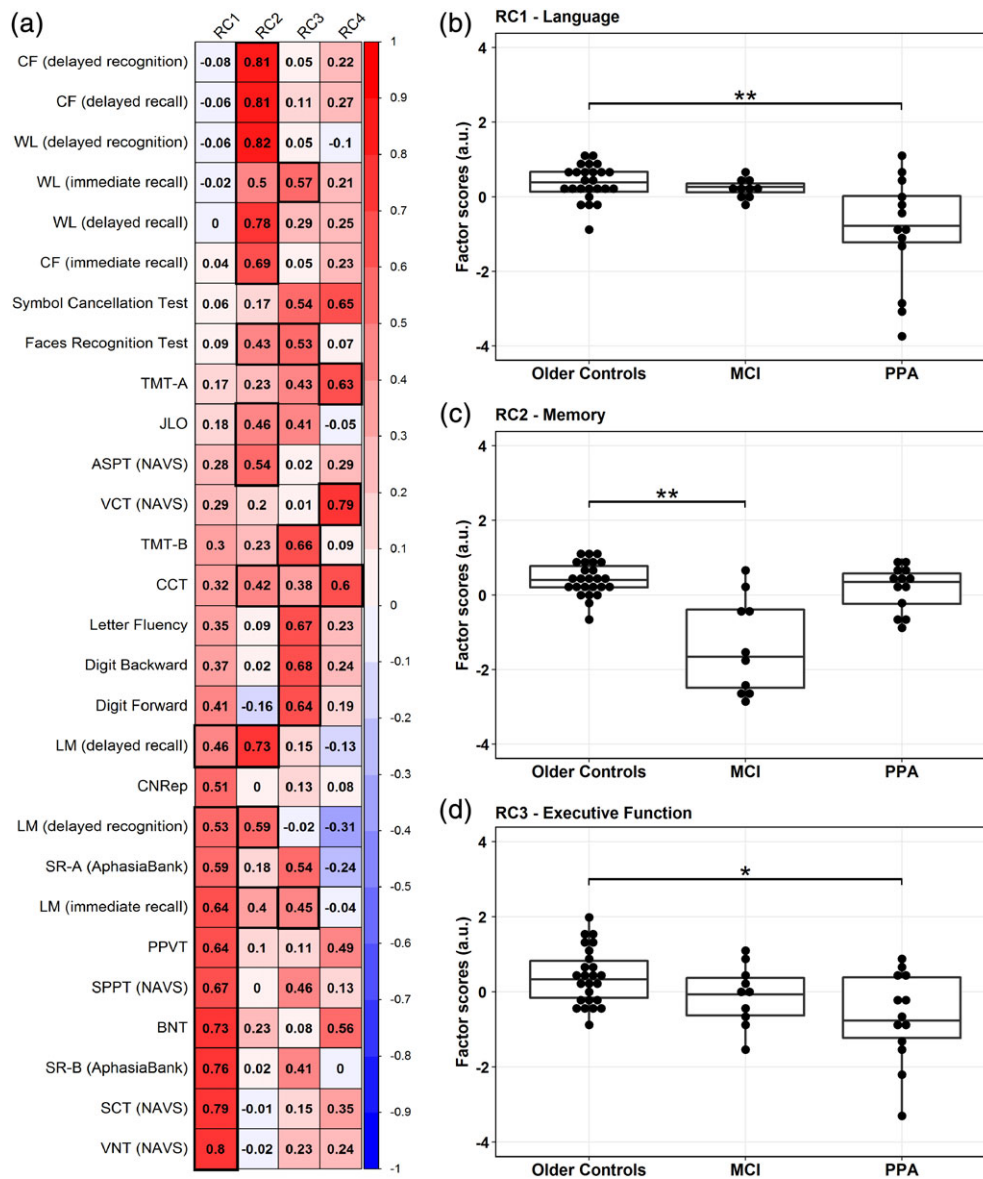 (a)
RC1 RC2 RC3 RC4
CF (delayed recognition) -0.08 0.81 0.05 0.22
CF (delayed recall) -0.06 0.81 0.11 0.27
WL (delayed recognition) -0.06 0.82 0.05 -0.1
WL (immediate recall) -0.02 0.5 0.57 0.21
WL (delayed recall) 0 0.78 0.29 0.25
CF (immediate recall) 0.04 0.69 0.05 0.23
Symbol Cancellation Test 0.06 0.17 0.54 0.65
Faces Recognition Test 0.09 0.43 0.53 0.07
TMT-A 0.17 0.23 0.43 0.63
JLO 0.18 0.46 0.41 -0.05
ASPT (NAVS) 0.28 0.54 0.02 0.29
VCT (NAVS) 0.29 0.2 0.01 0.79
TMT-B 0.3 0.23 0.66 0.09
CCT 0.32 0.42 0.38 0.6
Letter Fluency 0.35 0.09 0.67 0.23
Digit Backward 0.37 0.02 0.68 0.24
Digit Forward 0.41 -0.16 0.64 0.19
LM (delayed recall) 0.46 0.73 0.15 -0.13
CNRep 0.51 0 0.13 0.08
LM (delayed recognition) 0.53 0.59 -0.02 -0.31
SR-A (AphasiaBank) 0.59 0.18 0.54 -0.24
LM (immediate recall) 0.64 0.4 0.45 -0.04
PPVT 0.64 0.1 0.11 0.49
SPPT (NAVS) 0.67 0 0.46 0.13
BNT 0.73 0.23 0.08 0.56
SR-B (AphasiaBank) 0.76 0.02 0.41 0
SCT (NAVS) 0.79 -0.01 0.15 0.35
VNT (NAVS) 0.8 -0.02 0.23 0.24
1
0.9
0.8
0.7
0.6
0.5
0.4
0.3
0.2
0.1
0
-0.1
-0.2
-0.3
-0.4
-0.5
-0.6
-0.7
-0.8
-0.9
-1
(b)
RC1 - Language
Factor scores (a.u.)
4
2
0
-2
-4
**
Older Controls MCI PPA
(c)
RC2 - Memory
Factor scores (a.u.)
4
2
0
-2
-4
**
Older Controls MCI PPA
(d)
RC3 - Executive Function
Factor scores (a.u.)
4
2
0
-2
-4
*
Older Controls MCI PPA